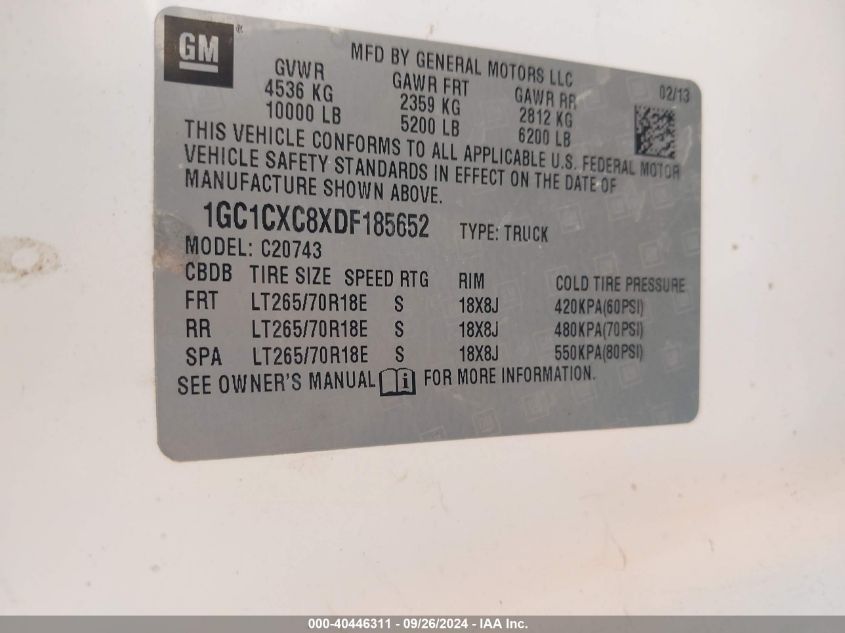 GM ®
MFD BY GENERAL MOTORS LLC
02/13
GVWR GAWR FRT GAWR RR
4536 KG 2359 KG 2812 KG
10000 LB 5200 LB 6200 LB
THIS VEHICLE CONFORMS TO ALL APPLICABLE U.S. FEDERAL MOTOR
VEHICLE SAFETY STANDARDS IN EFFECT ON THE DATE OF
MANUFACTURE SHOWN ABOVE.
1GC1CXC8XDF185652 TYPE: TRUCK
MODEL: C20743
CBDB TIRE SIZE SPEED RTG RIM COLD TIRE PRESSURE
FRT LT265/70R18E S 18X8J 420KPA(60PSI)
RR LT265/70R18E S 18X8J 480KPA(70PSI)
SPA LT265/70R18E S 18X8J 550KPA(80PSI)
SEE OWNER'S MANUAL FOR MORE INFORMATION.
000-40446311 - 09/26/2024 - IAA Inc.